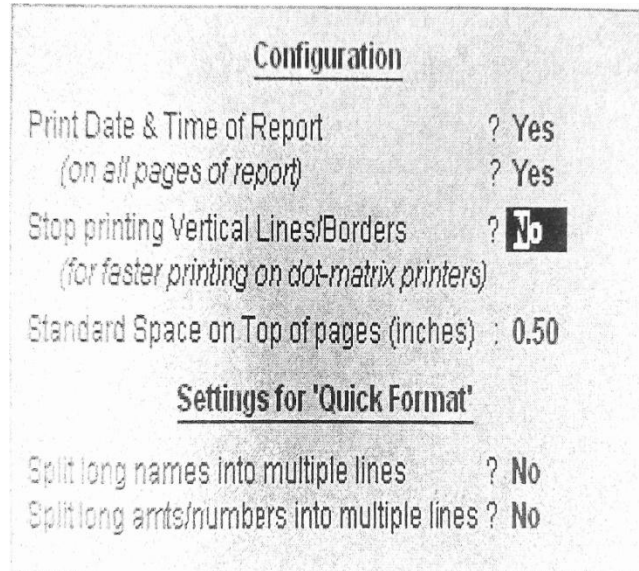 Configuration
Print Date & Time of Report ? Yes
(on all pages of report) ? Yes
Stop printing Vertical Lines/Borders ? No
(for faster printing on dot-matrix printers)
Standard Space on Top of pages (inches) : 0.50
Settings for 'Quick Format'
Split long names into multiple lines ? No
Split long amts/numbers into multiple lines ? No